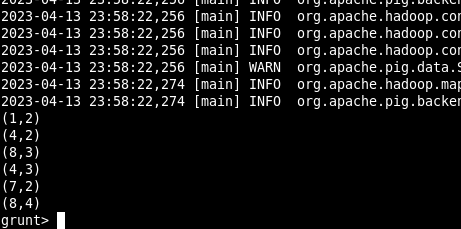 2023-04-13 23:58:22,256 [main] INFO org.apache.hadoop.con
2023-04-13 23:58:22,256 [main] INFO org.apache.hadoop.con
2023-04-13 23:58:22,256 [main] INFO org.apache.hadoop.con
2023-04-13 23:58:22,256 [main] WARN org.apache.pig.data.S
2023-04-13 23:58:22,274 [main] INFO org.apache.hadoop.map
2023-04-13 23:58:22,274 [main] INFO org.apache.pig.backen
(1,2)
(4,2)
(8,3)
(4,3)
(7,2)
(8,4)
grunt>